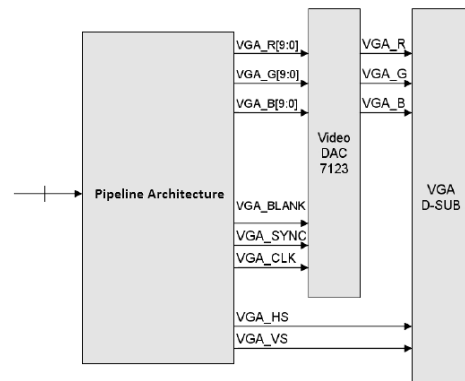 VGA_R[9:0]
VGA_R
VGA_G[9:0]
VGA_G
VGA_B[9:0]
VGA_B
Video
DAC
7123
Pipeline Architecture
VGA
D-SUB
VGA_BLANK
VGA_SYNC
VGA_CLK
VGA_HS
VGA_VS